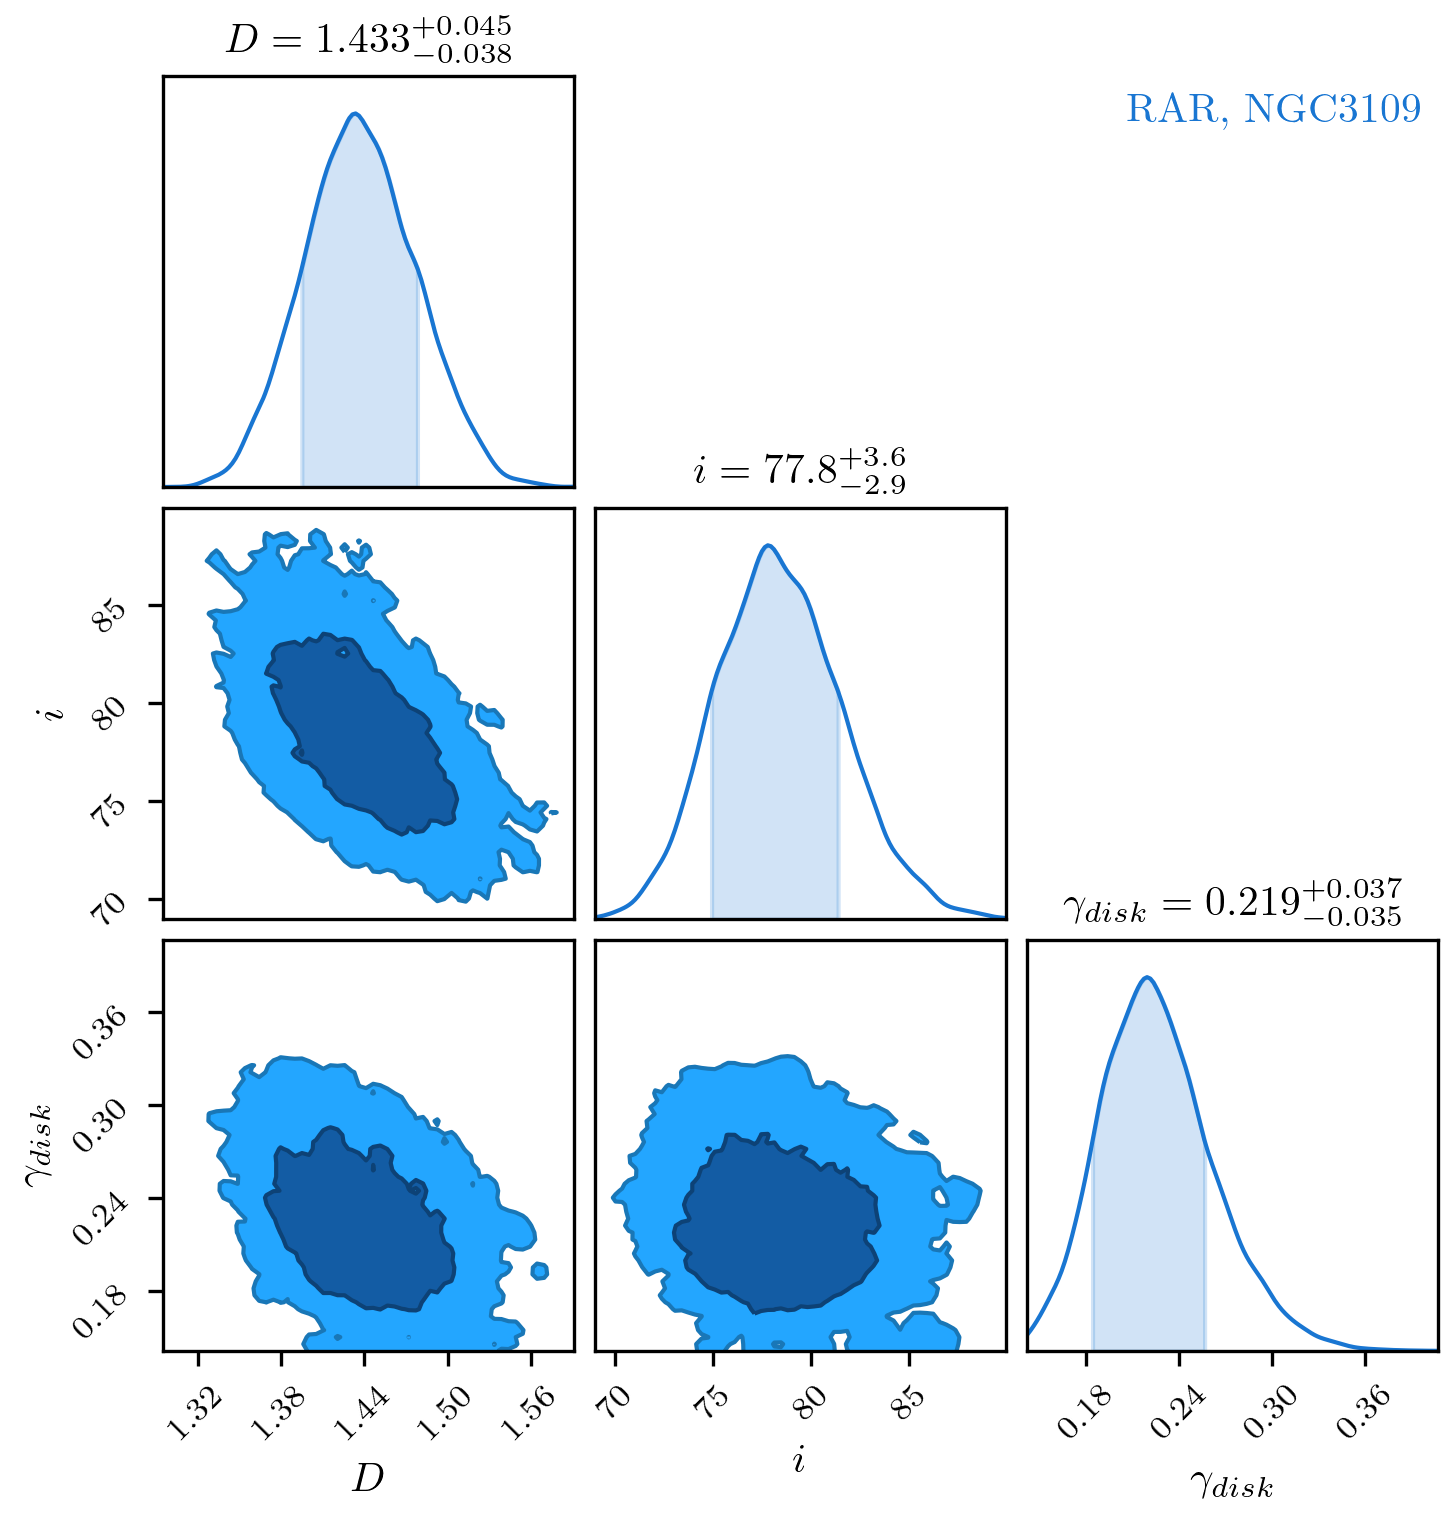 D = 1.433^{+0.045}_{-0.038}
RAR, NGC3109
i = 77.8^{+3.6}_{-2.9}
85
80
75
70
i
γ_{disk} = 0.219^{+0.037}_{-0.035}
0.36
0.30
0.24
0.18
γ_{disk}
1.32 1.38 1.44 1.50 1.56
70 75 80 85
0.18 0.24 0.30 0.36
D
i
γ_{disk}